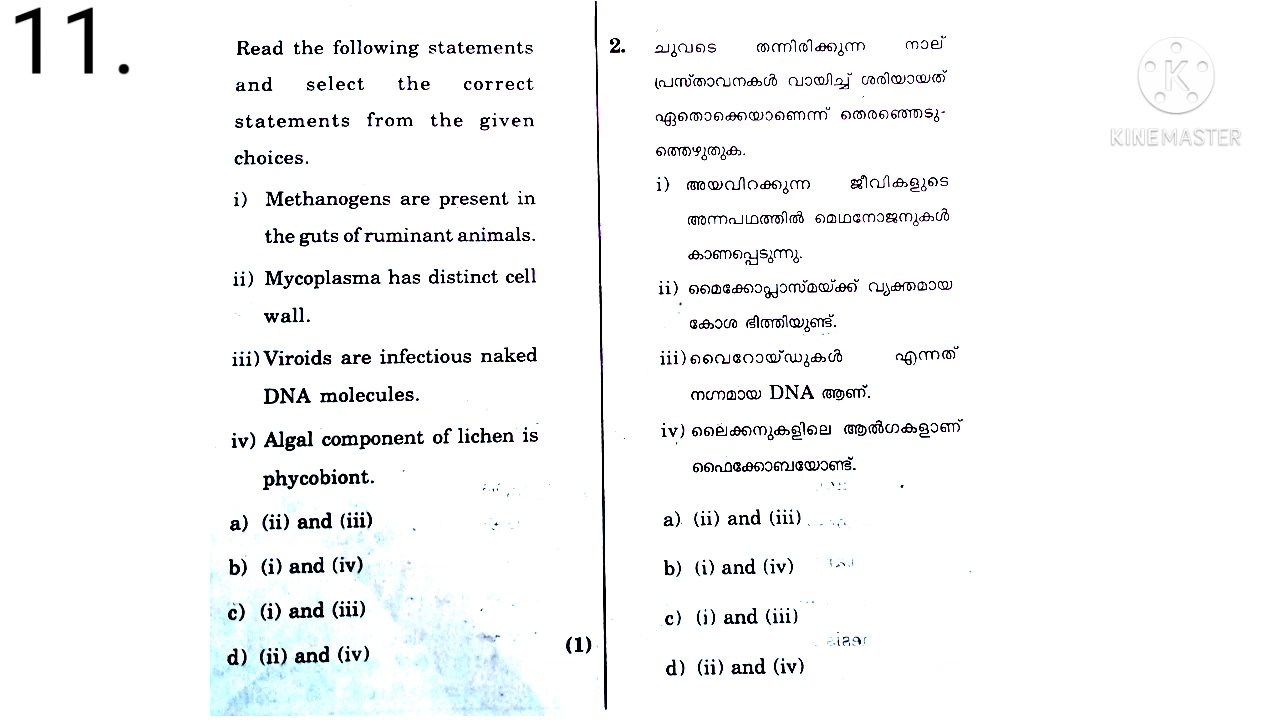 11.
Read the following statements
and select the correct
statements from the given
choices.
i) Methanogens are present in
the guts of ruminant animals.
ii) Mycoplasma has distinct cell
wall.
iii) Viroids are infectious naked
DNA molecules.
iv) Algal component of lichen is
phycobiont.
a) (ii) and (iii)
b) (i) and (iv)
c) (i) and (iii)
d) (ii) and (iv)
(1)
2. ചുവടെ തന്നിരിക്കുന്ന നാല്
പ്രസ്താവനകൾ വായിച്ച് ശരിയായത്
ഏതൊക്കെയാണെന്ന് തെരഞ്ഞെടു-
ത്തെഴുതുക.
i) അയവിറക്കുന്ന ജീവികളുടെ
അന്നപഥത്തിൽ മെഥനോജനുകൾ
കാണപ്പെടുന്നു.
ii) മൈക്കോപ്ലാസ്മയ്ക്ക് വ്യക്തമായ
കോശ ഭിത്തിയുണ്ട്.
iii) വൈറോയ്ഡുകൾ എന്നത്
നഗ്നമായ DNA ആണ്.
iv) ലൈക്കനുകളിലെ ആൽഗകളാണ്
ഫൈക്കോബയോണ്ട്.
a) (ii) and (iii)
b) (i) and (iv)
c) (i) and (iii)
d) (ii) and (iv)
K
KINEMASTER